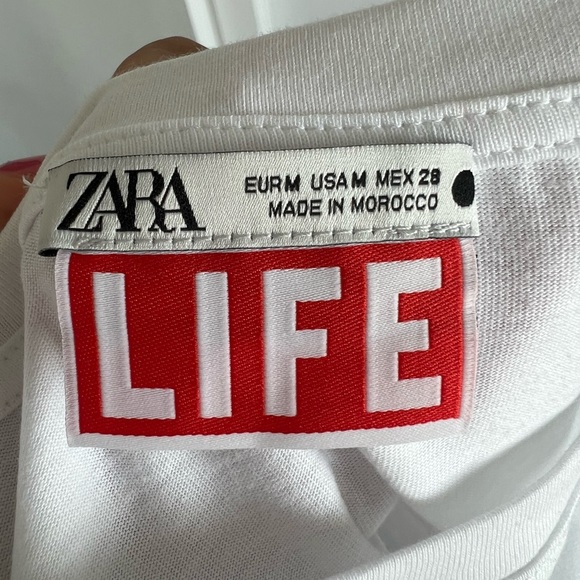 ZARA
EUR M USA M MEX 28
MADE IN MOROCCO
LIFE